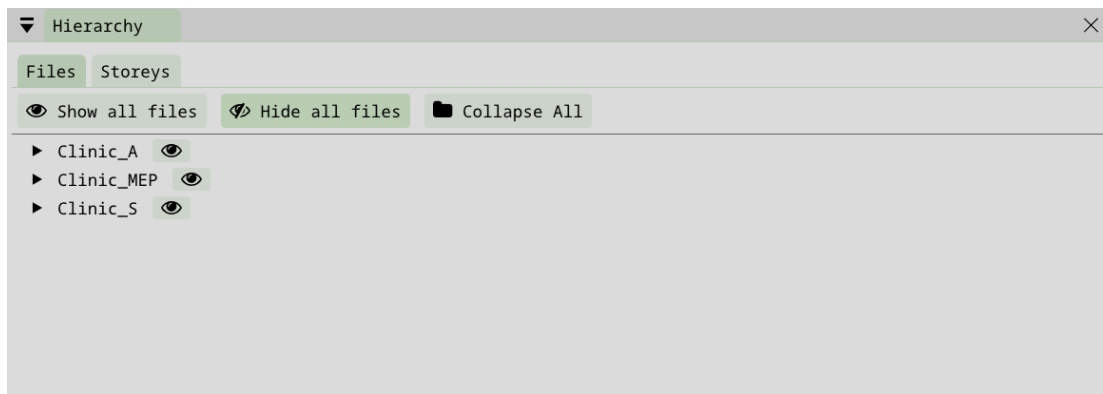 Hierarchy
Files Storeys
Show all files Hide all files Collapse All
Clinic_A
Clinic_MEP
Clinic_S